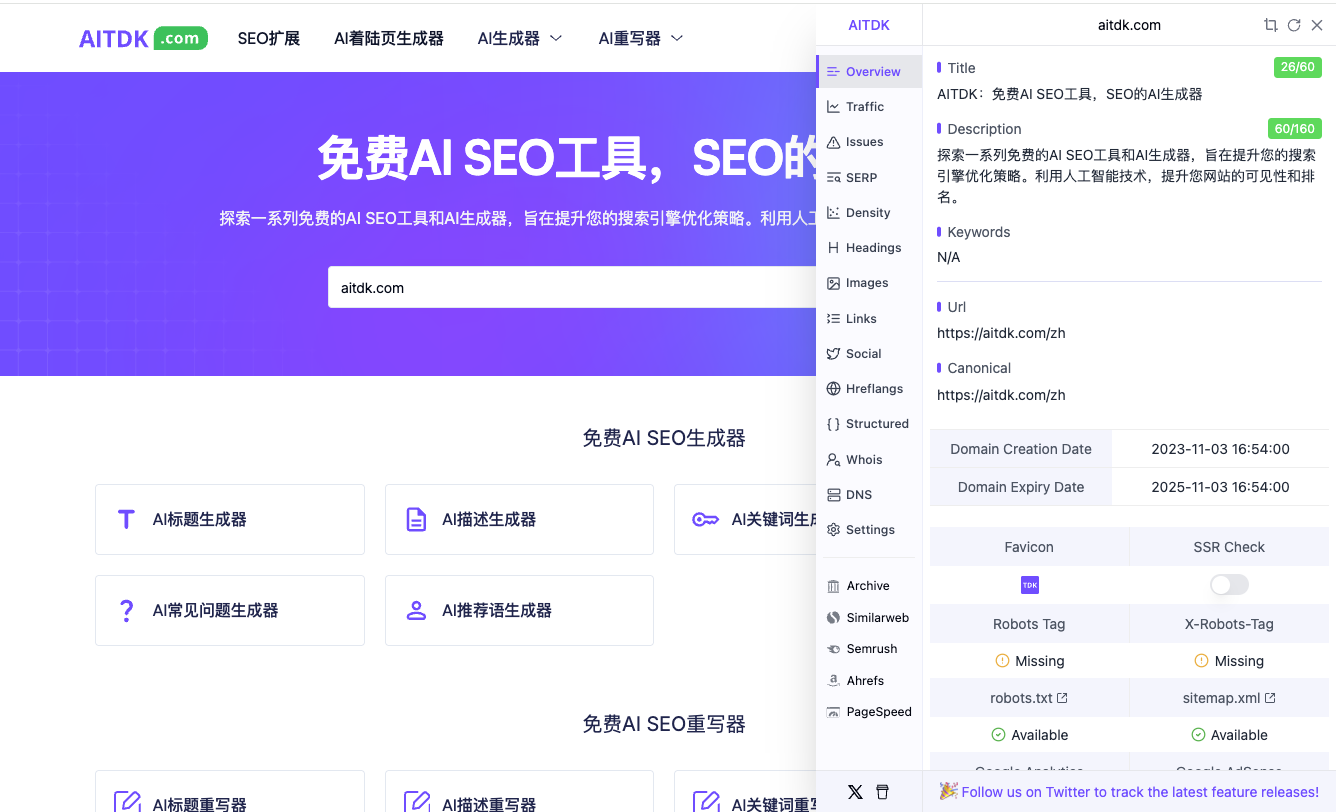 AITDK .com
SEO扩展
AI着陆页生成器
AI生成器
AI重写器
免费AI SEO工具，SEO的
探索一系列免费的AI SEO工具和AI生成器，旨在提升您的搜索引擎优化策略。利用人工
aitdk.com
免费AI SEO生成器
AI标题生成器
AI描述生成器
AI关键词生成
AI常见问题生成器
AI推荐语生成器
免费AI SEO重写器
AI标题重写器
AI描述重写器
AI关键词重写
AITDK
Overview
Traffic
Issues
SERP
Density
Headings
Images
Links
Social
Hreflangs
Structured
Whois
DNS
Settings
Archive
Similarweb
Semrush
Ahrefs
PageSpeed
aitdk.com
Title
26/60
AITDK：免费AI SEO工具，SEO的AI生成器
Description
60/160
探索一系列免费的AI SEO工具和AI生成器，旨在提升您的搜索
引擎优化策略。利用人工智能技术，提升您网站的可见性和排
名。
Keywords
N/A
Url
https://aitdk.com/zh
Canonical
https://aitdk.com/zh
Domain Creation Date
2023-11-03 16:54:00
Domain Expiry Date
2025-11-03 16:54:00
Favicon
SSR Check
TDK
Robots Tag
X-Robots-Tag
Missing
Missing
robots.txt
sitemap.xml
Available
Available
Google Analytics
Google AdSense
Follow us on Twitter to track the latest feature releases!